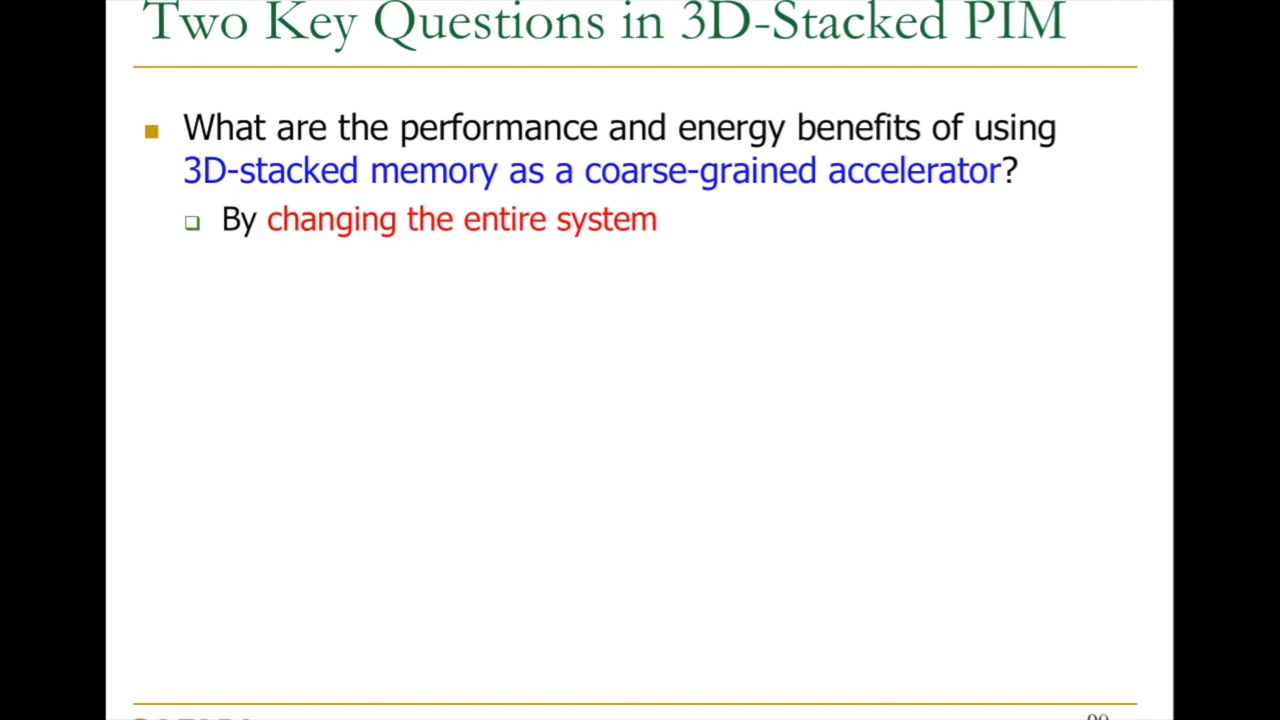 Two Key Questions in 3D-Stacked PIM
What are the performance and energy benefits of using
3D-stacked memory as a coarse-grained accelerator?
By changing the entire system